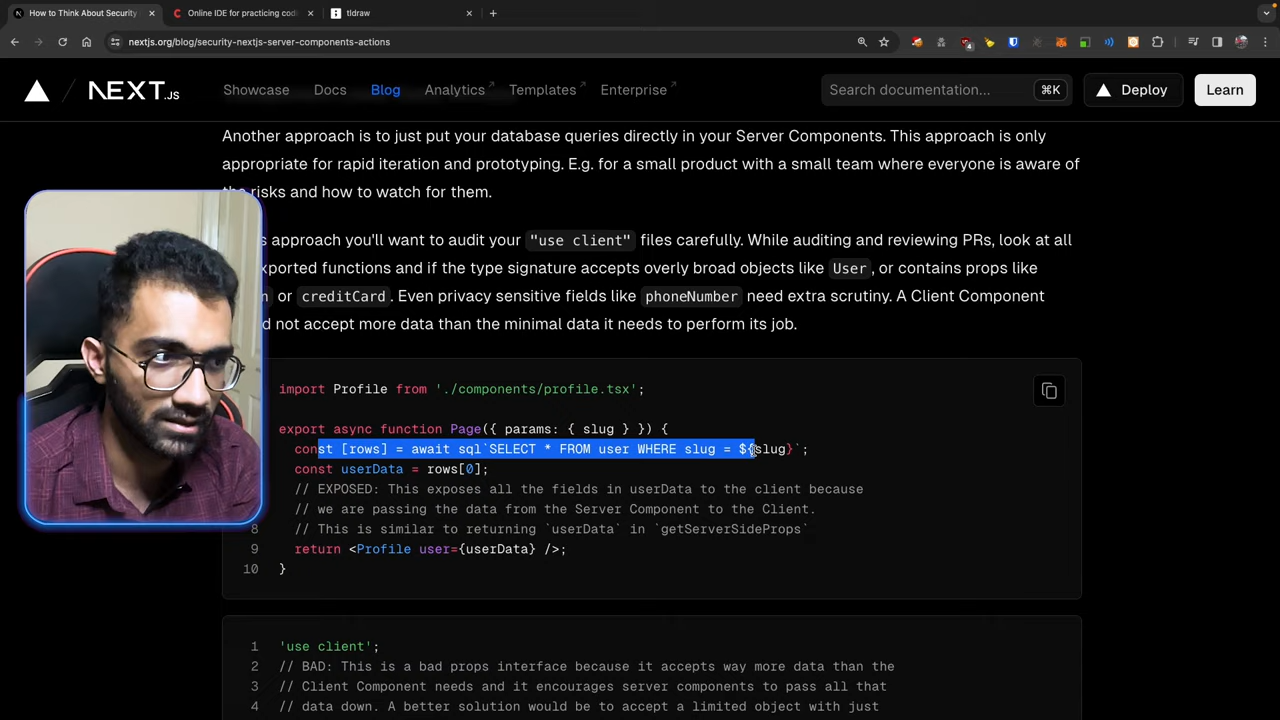 How to Think About Security
Online IDE for practicing codi
tldraw
nextjs.org/blog/security-nextjs-server-components-actions
NEXT.JS
Showcase
Docs
Blog
Analytics
Templates
Enterprise
Search documentation...
⌘K
Deploy
Learn
Another approach is to just put your database queries directly in your Server Components. This approach is only
appropriate for rapid iteration and prototyping. E.g. for a small product with a small team where everyone is aware of
the risks and how to watch for them.
s approach you'll want to audit your "use client" files carefully. While auditing and reviewing PRs, look at all
xported functions and if the type signature accepts overly broad objects like User, or contains props like
n or creditCard. Even privacy sensitive fields like phoneNumber need extra scrutiny. A Client Component
d not accept more data than the minimal data it needs to perform its job.
import Profile from './components/profile.tsx';
export async function Page({ params: { slug } }) {
const [rows] = await sql`SELECT * FROM user WHERE slug = ${slug}`;
const userData = rows[0];
// EXPOSED: This exposes all the fields in userData to the client because
// we are passing the data from the Server Component to the Client.
8 // This is similar to returning `userData` in `getServerSideProps`
9 return <Profile user={userData} />;
10 }
1 'use client';
2 // BAD: This is a bad props interface because it accepts way more data than the
3 // Client Component needs and it encourages server components to pass all that
4 // data down. A better solution would be to accept a limited object with just